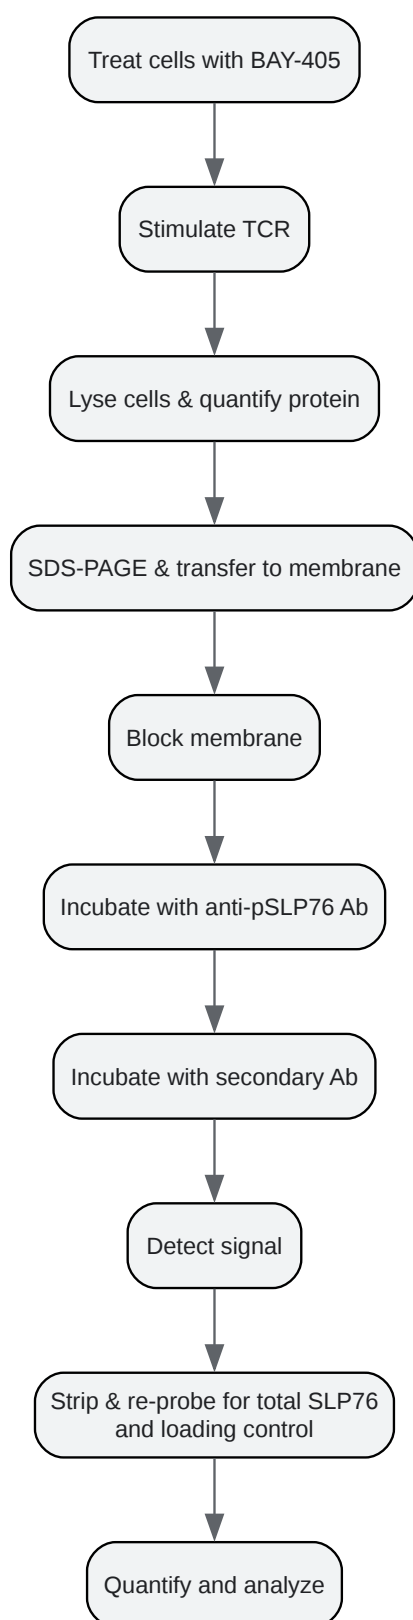 Treat cells with BAY-405
Stimulate TCR
Lyse cells & quantify protein
SDS-PAGE & transfer to membrane
Block membrane
Incubate with anti-pSLP76 Ab
Incubate with secondary Ab
Detect signal
Strip & re-probe for total SLP76
and loading control
Quantify and analyze